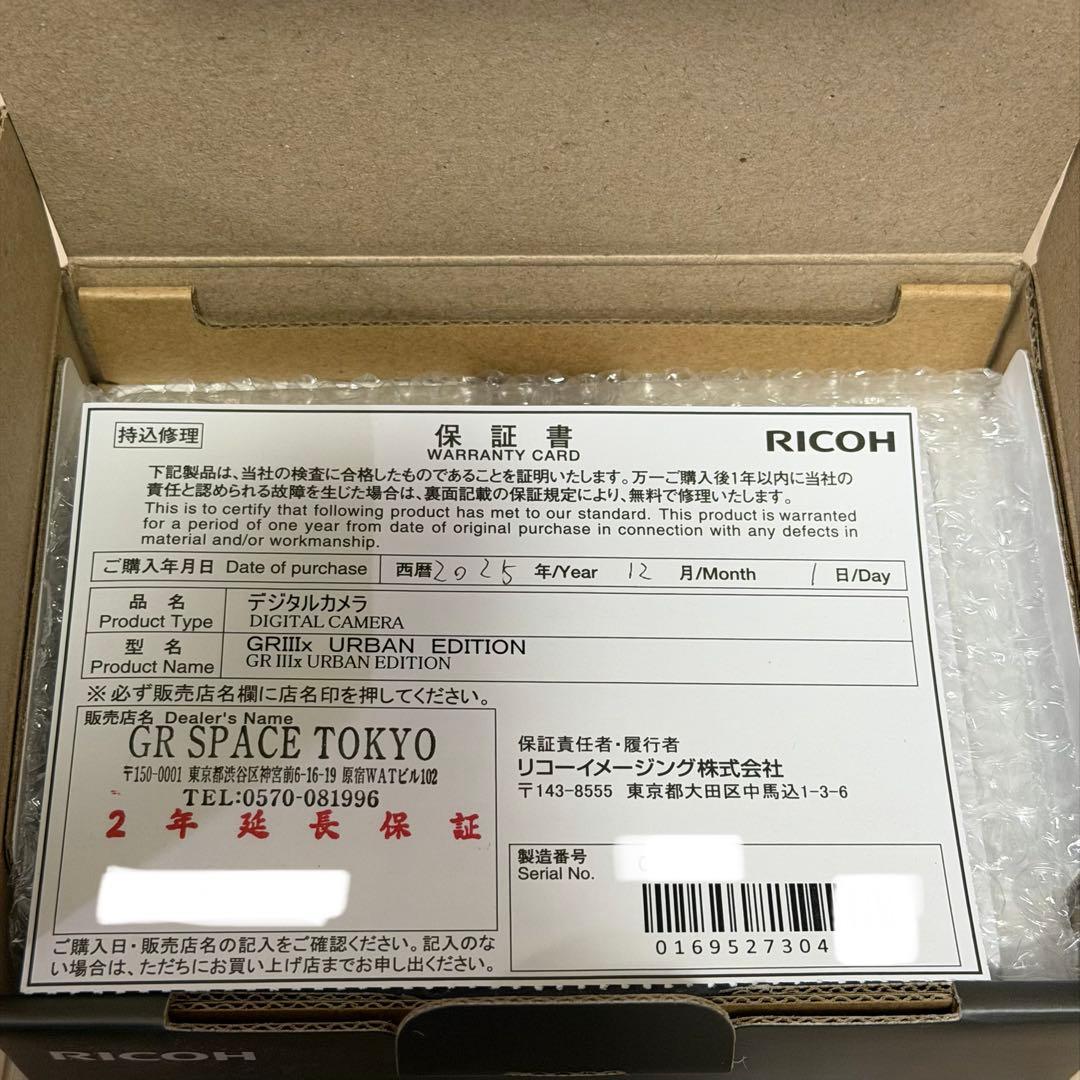 持込修理
保証書
WARRANTY CARD
RICOH
下記製品は、当社の検査に合格したものであることを証明いたします。万一ご購入後1年以内に当社の
責任と認められる故障を生じた場合は、裏面記載の保証規定により、無料で修理いたします。
This is to certify that following product has met to our standard. This product is warranted
for a period of one year from date of original purchase in connection with any defects in
material and/or workmanship.
ご購入年月日 Date of purchase 西暦2025 年/Year 12 月/Month 1 日/Day
品名 デジタルカメラ
Product Type DIGITAL CAMERA
型名 GRIIIx URBAN EDITION
Product Name GR IIIx URBAN EDITION
※必ず販売店名欄に店名印を押してください。
販売店名 Dealer's Name
GR SPACE TOKYO
〒150-0001 東京都渋谷区神宮前6-16-19 原宿WATビル102
TEL:0570-081996
2年延長保証
保証責任者・履行者
リコーイメージング株式会社
〒143-8555 東京都大田区中馬込1-3-6
製造番号
Serial No.
0169527304
ご購入日・販売店名の記入をご確認ください。記入のな
い場合は、ただちにお買い上げ店までお申し出ください。
RICOH